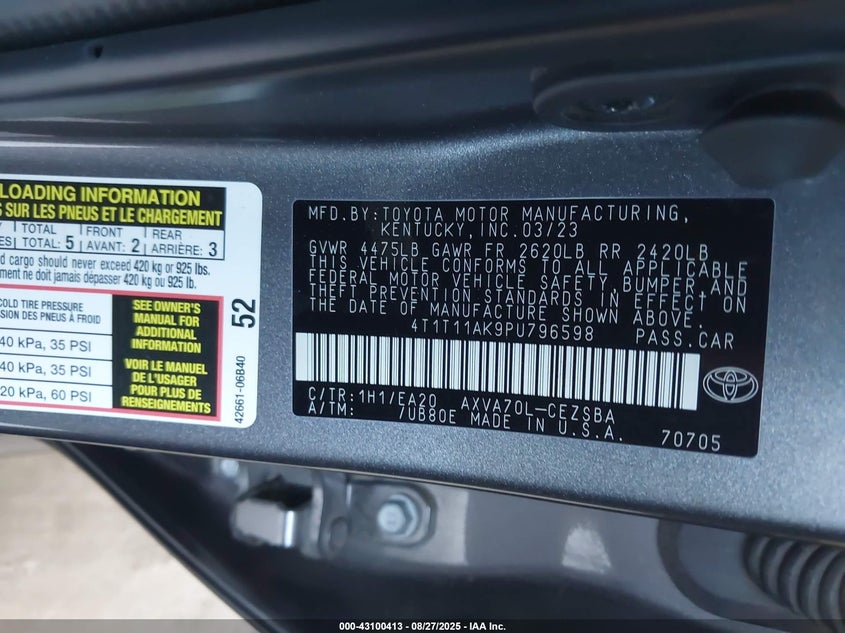 LOADING INFORMATION
SUR LES PNEUS ET LE CHARGEMENT
TOTAL FRONT REAR
TOTAL: 5 AVANT: 2 ARRIÈRE: 3
cargo should never exceed 420 kg or 925 lbs.
ne doit jamais dépasser 420 kg ou 925 lb.
COLD TIRE PRESSURE
DES PNEUS À FROID
40 kPa, 35 PSI
40 kPa, 35 PSI
20 kPa, 60 PSI
SEE OWNER'S
MANUAL FOR
ADDITIONAL
INFORMATION
VOIR LE MANUEL
DE L'USAGER
POUR PLUS DE
RENSEIGNEMENTS
52
42661-06B40
MFD.BY:TOYOTA MOTOR MANUFACTURING,
KENTUCKY,INC.03/23
GVWR 4475LB GAWR FR 2620LB RR 2420LB
THIS VEHICLE CONFORMS TO ALL APPLICABLE
FEDERAL MOTOR VEHICLE SAFETY,BUMPER,AND
THEFT PREVENTION STANDARDS IN EFFECT ON
THE DATE OF MANUFACTURE SHOWN ABOVE.
4T1T11AK9PU796598 PASS.CAR
C/TR:1H1/EA20 AXVA70L-CEZSBA
A/TM: /UB80E MADE IN U.S.A. 70705
000-43100413 - 08/27/2025 - IAA Inc.